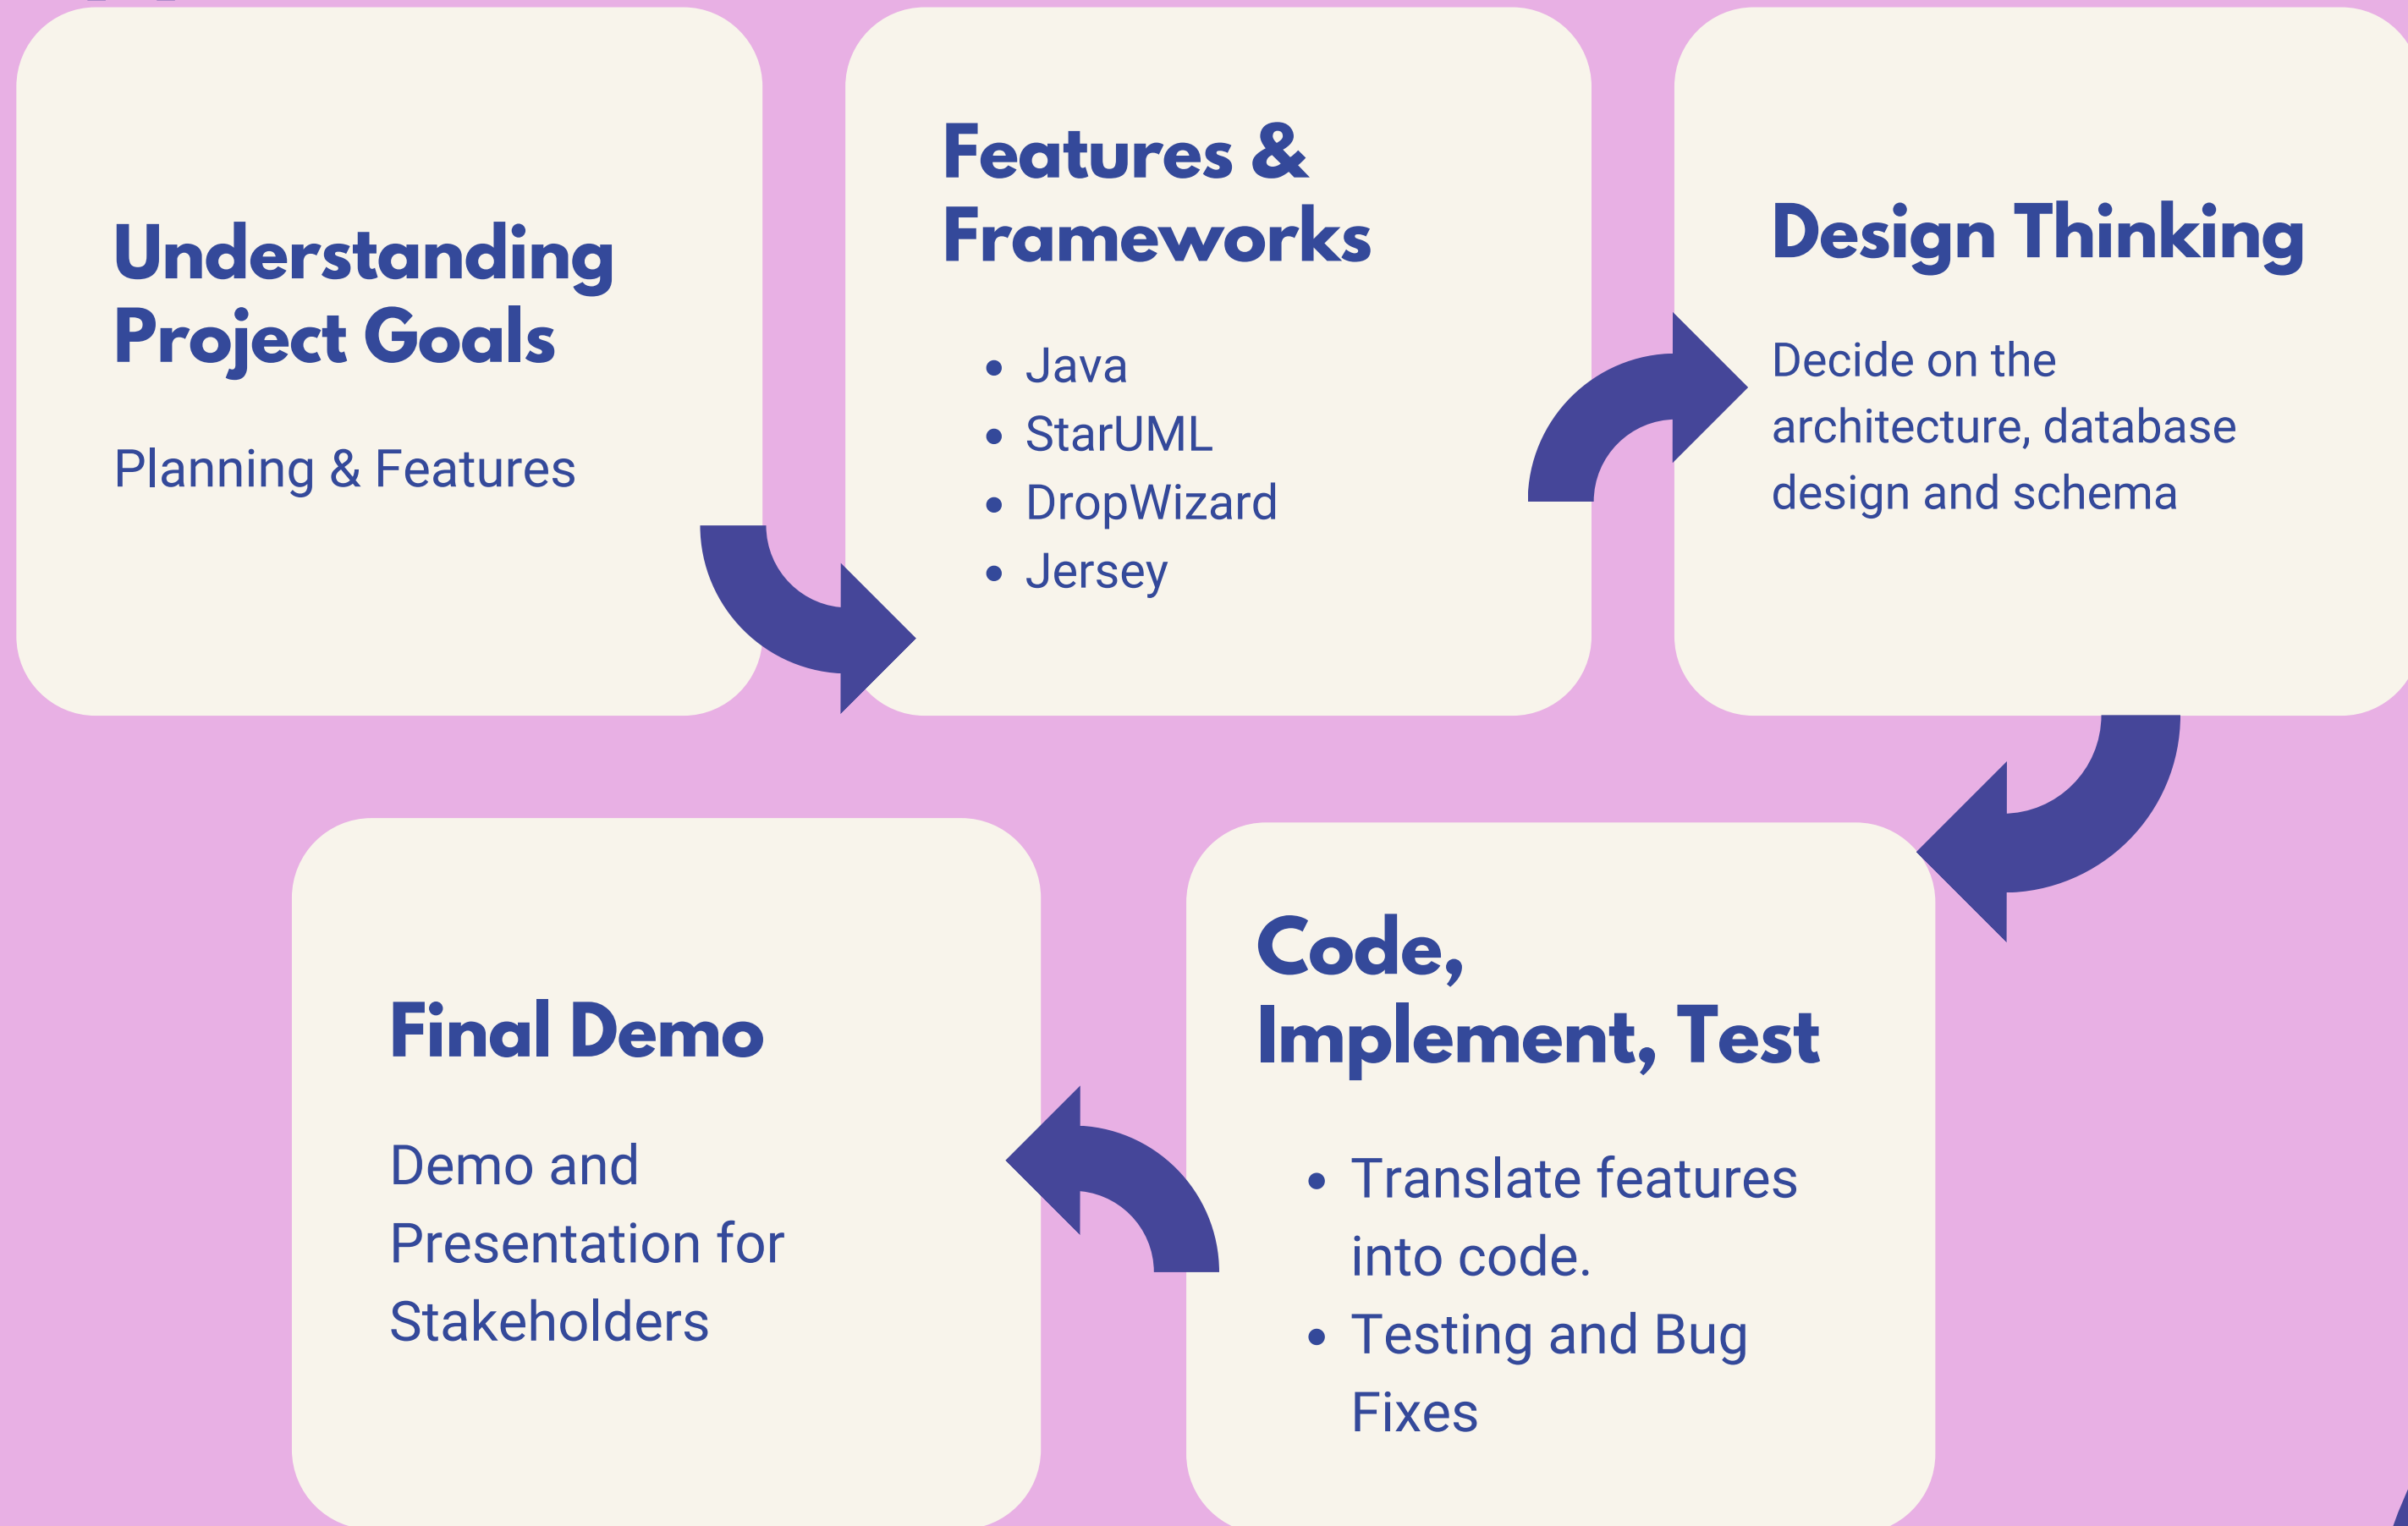 Understanding
Project Goals
Planning & Features
Features &
Frameworks
• Java
• StarUML
• DropWizard
• Jersey
Design Thinking
Decide on the
architecture, database
design and schema
Code,
Implement, Test
• Translate features
into code.
• Testing and Bug
Fixes
Final Demo
Demo and
Presentation for
Stakeholders